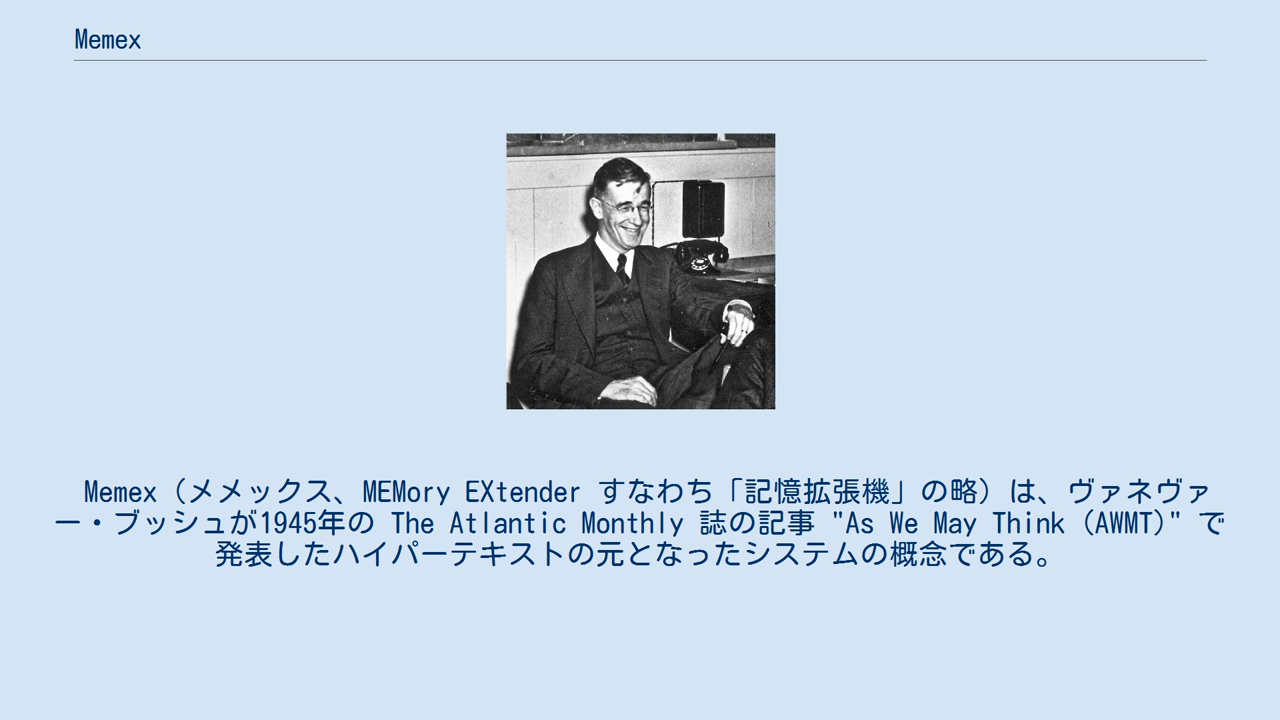 Memex
Memex（メメックス、MEMory EXtender すなわち「記憶拡張機」の略）は、ヴァネヴァ
ー・ブッシュが1945年の The Atlantic Monthly 誌の記事 "As We May Think（AWMT）" で
発表したハイパーテキストの元となったシステムの概念である。